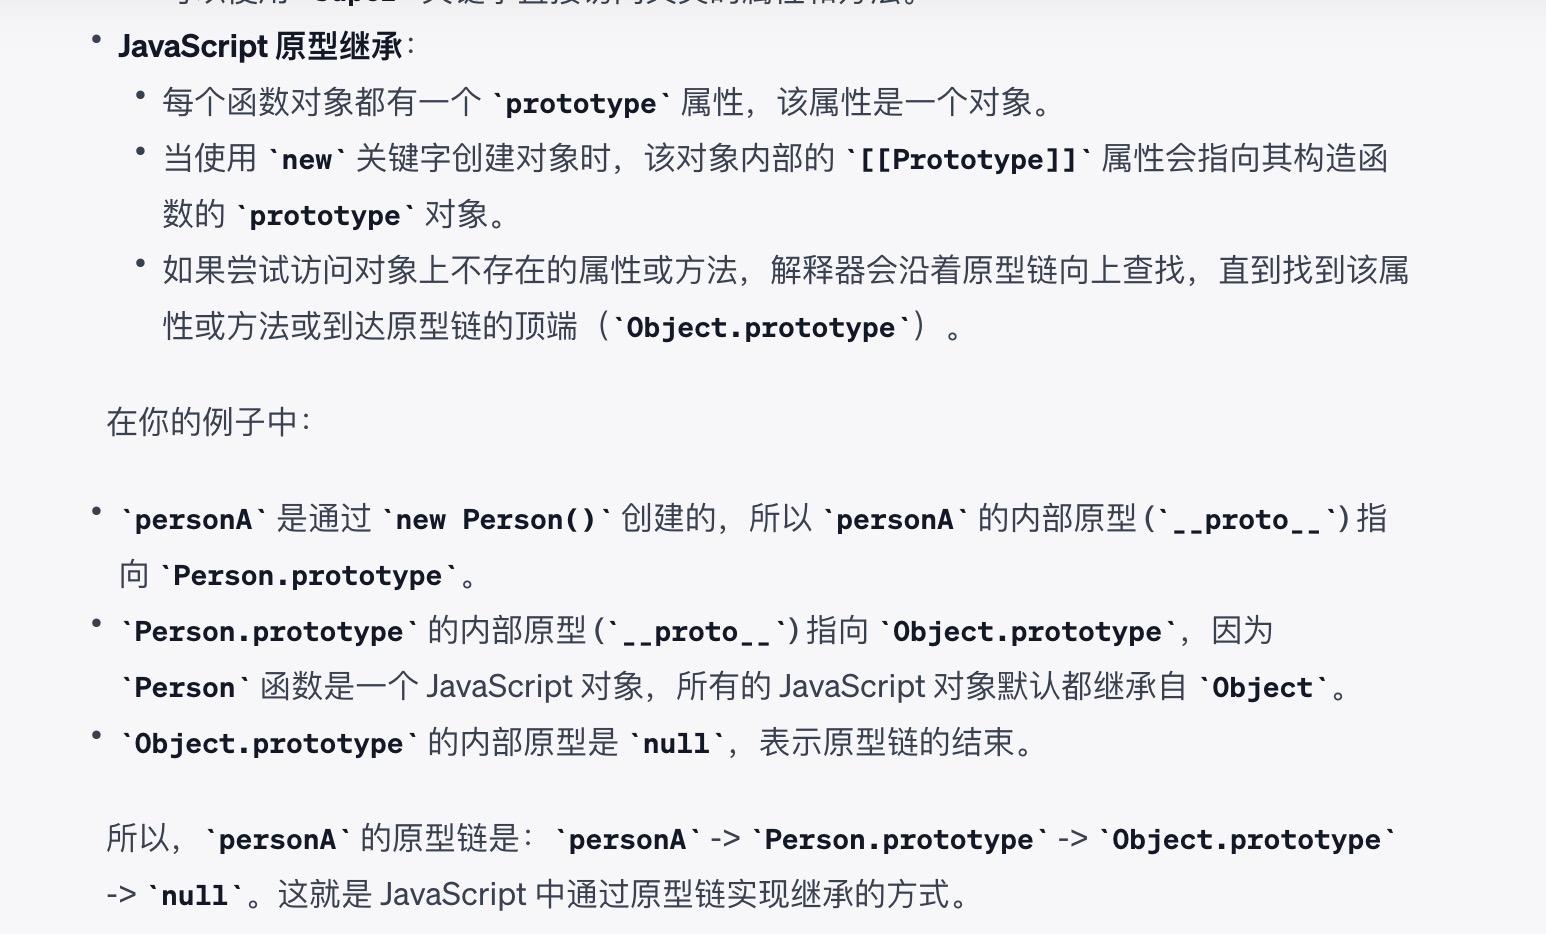 • JavaScript 原型继承：
• 每个函数对象都有一个 `prototype` 属性，该属性是一个对象。
• 当使用 `new` 关键字创建对象时，该对象内部的 `[[Prototype]]` 属性会指向其构造函
数的 `prototype` 对象。
• 如果尝试访问对象上不存在的属性或方法，解释器会沿着原型链向上查找，直到找到该属
性或方法或到达原型链的顶端（`Object.prototype`）。
在你的例子中：
• `personA` 是通过 `new Person()` 创建的，所以 `personA` 的内部原型(`__proto__`)指
向 `Person.prototype`。
• `Person.prototype` 的内部原型(`__proto__`)指向 `Object.prototype`，因为
`Person` 函数是一个 JavaScript 对象，所有的 JavaScript 对象默认都继承自 `Object`。
• `Object.prototype` 的内部原型是 `null`，表示原型链的结束。
所以，`personA` 的原型链是：`personA` -> `Person.prototype` -> `Object.prototype`
-> `null`。这就是 JavaScript 中通过原型链实现继承的方式。